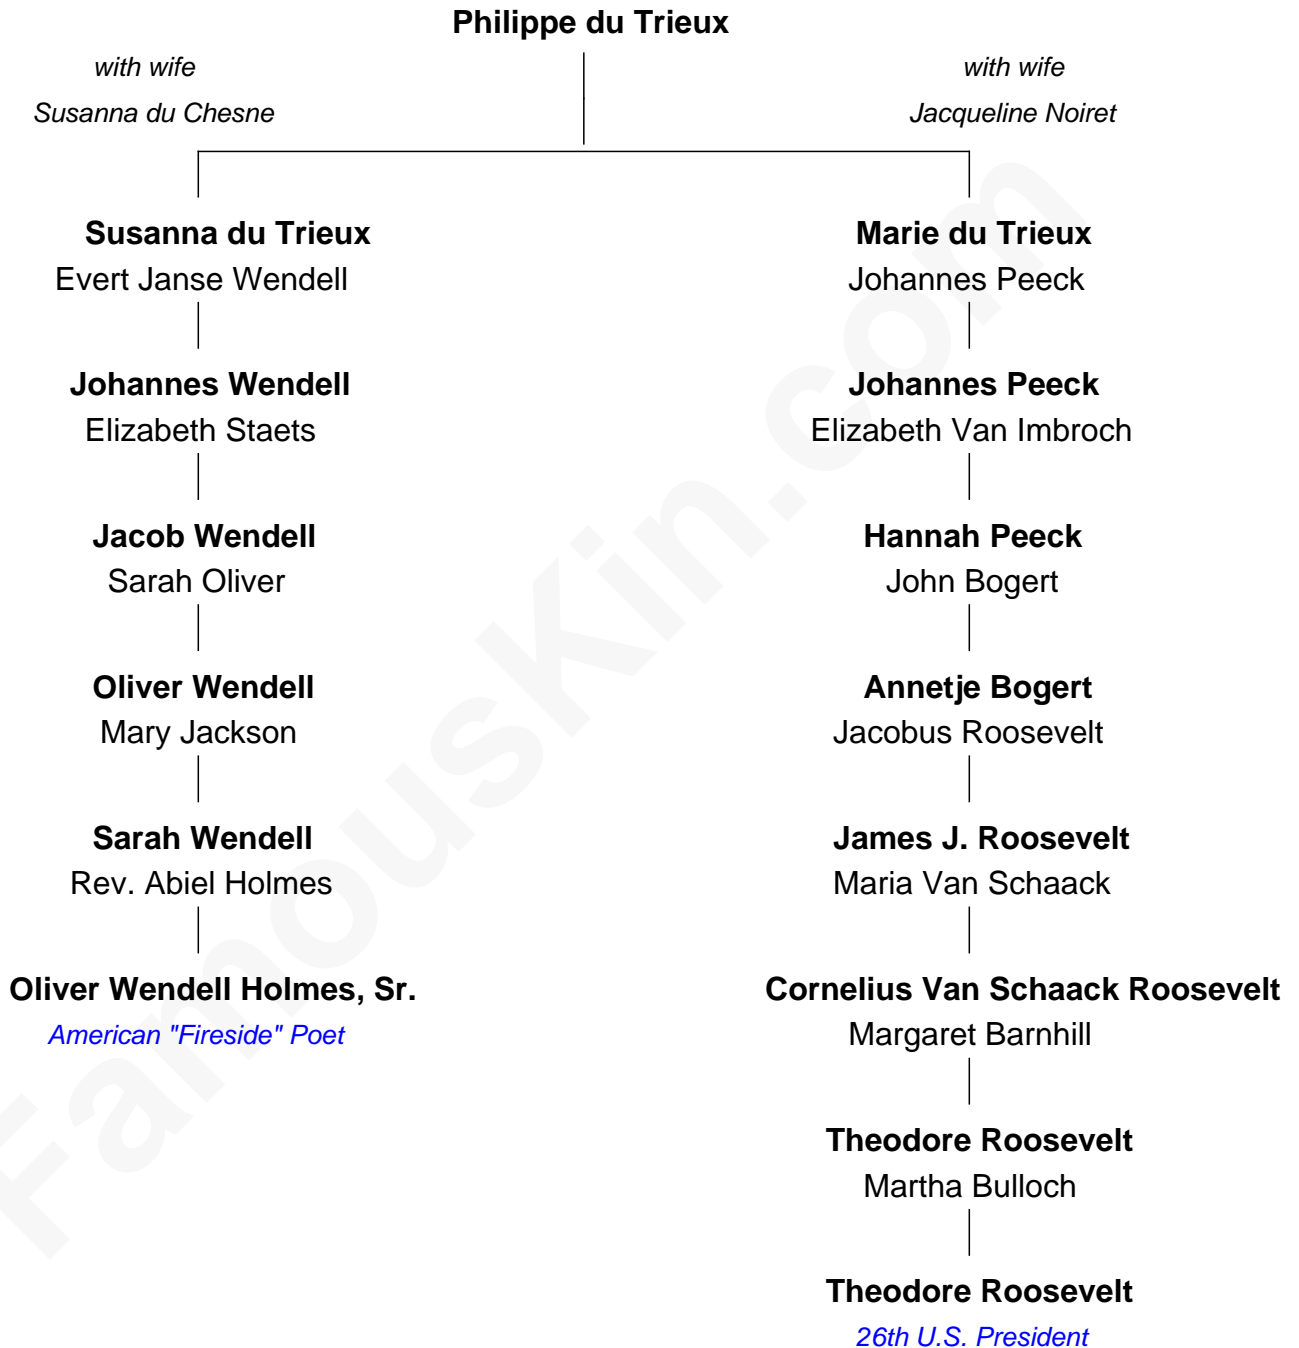 Philippe du Trieux
with wife
Susanna du Chesne
with wife
Jacqueline Noiret
Susanna du Trieux
Evert Janse Wendell
Marie du Trieux
Johannes Peeck
Johannes Wendell
Elizabeth Staets
Johannes Peeck
Elizabeth Van Imbroch
Jacob Wendell
Sarah Oliver
Hannah Peeck
John Bogert
Oliver Wendell
Mary Jackson
Annetje Bogert
Jacobus Roosevelt
Sarah Wendell
Rev. Abiel Holmes
James J. Roosevelt
Maria Van Schaack
Oliver Wendell Holmes, Sr.
American "Fireside" Poet
Cornelius Van Schaack Roosevelt
Margaret Barnhill
Theodore Roosevelt
Martha Bulloch
Theodore Roosevelt
26th U.S. President
FamousKin.com